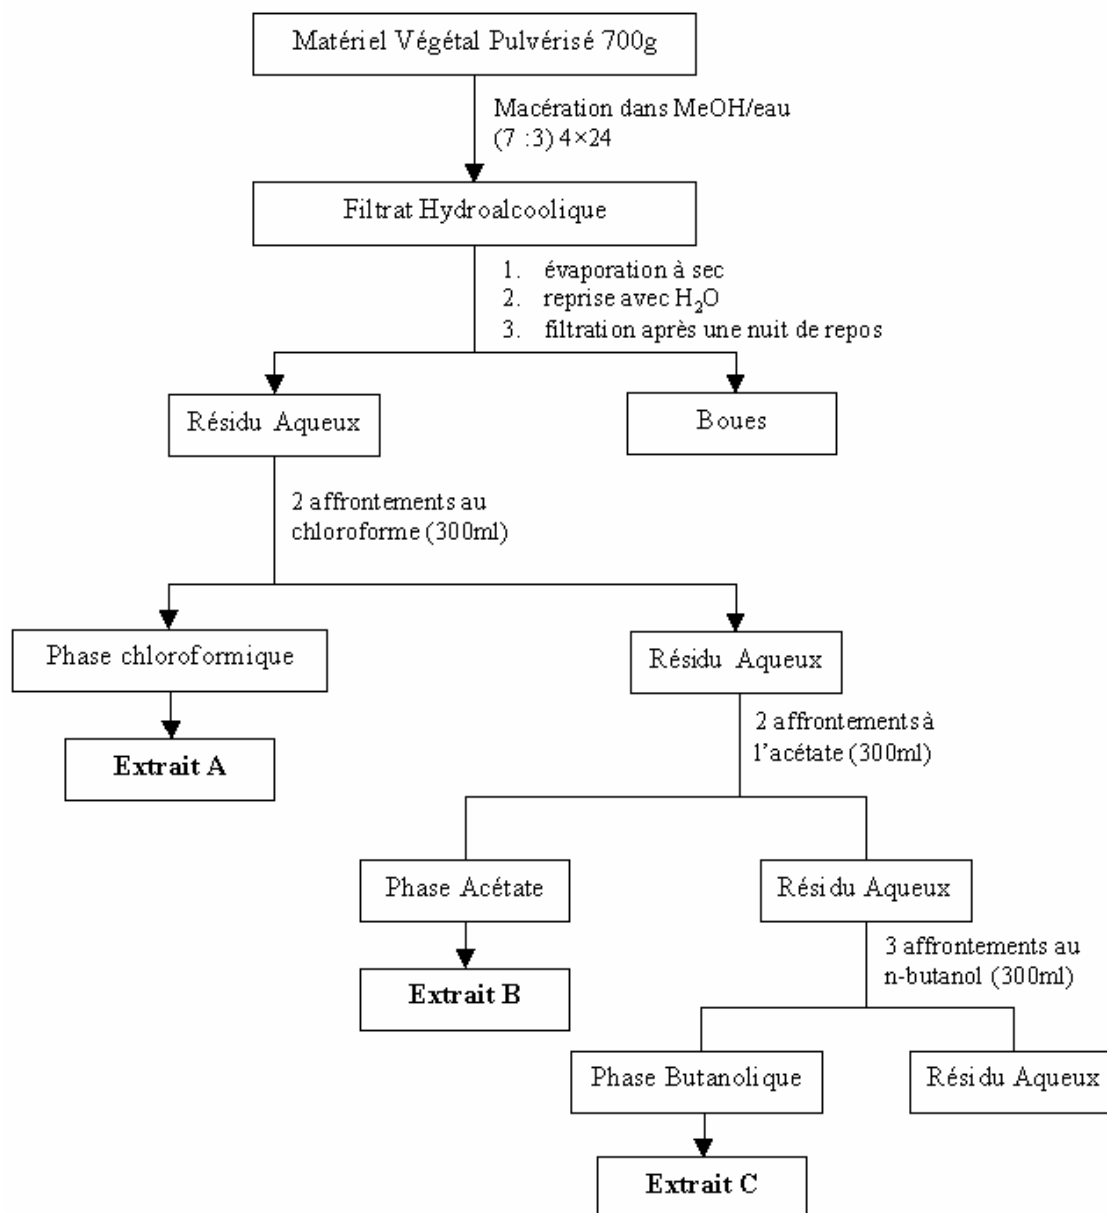 Matériel Végétal Pulvérisé 700g
Macération dans MeOH/eau
(7 :3) 4×24
Filtrat Hydroalcoolique
1. évaporation à sec
2. reprise avec H₂O
3. filtration après une nuit de repos
Résidu Aqueux
Boues
2 affrontements au
chloroforme (300ml)
Phase chloroformique
Résidu Aqueux
Extrait A
2 affrontements à
l’acétate (300ml)
Phase Acétate
Résidu Aqueux
Extrait B
3 affrontements au
n-butanol (300ml)
Phase Butanolique
Résidu Aqueux
Extrait C